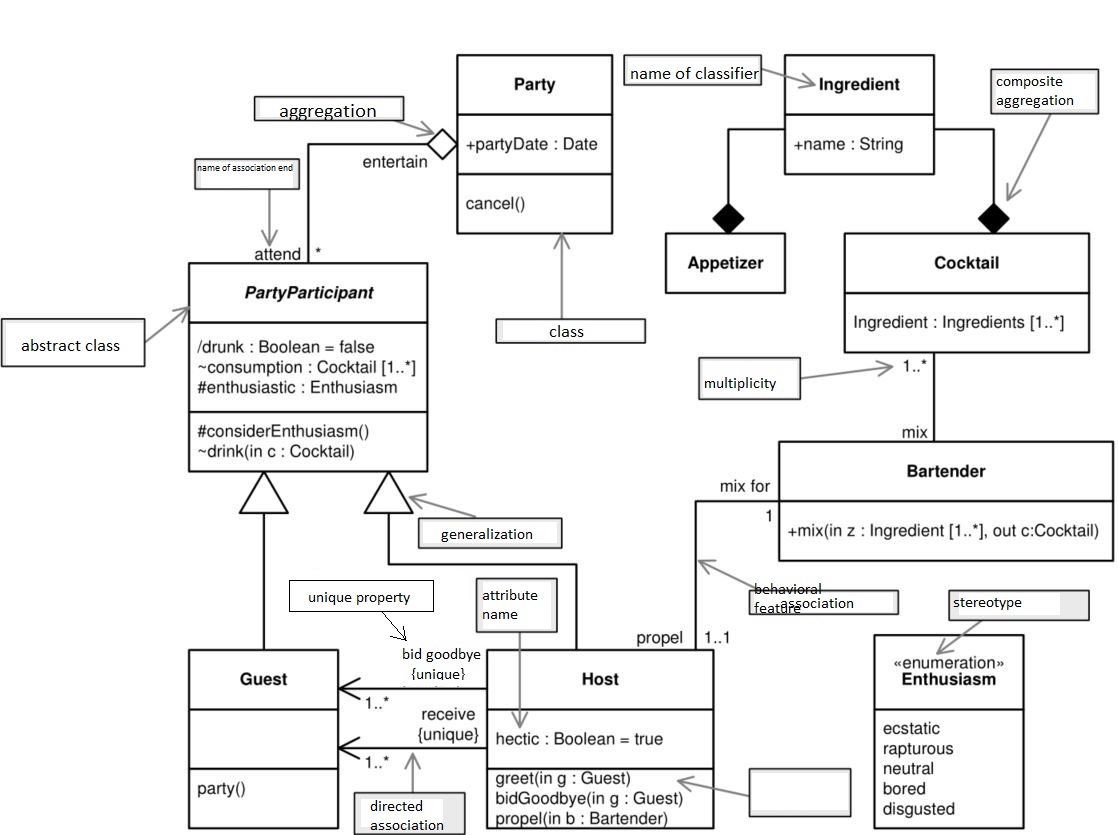 Party
+partyDate : Date
cancel()
name of classifier
Ingredient
+name : String
composite
aggregation
aggregation
entertain
name of association end
attend
*
PartyParticipant
/drunk : Boolean = false
~consumption : Cocktail [1..*]
#enthusiastic : Enthusiasm
#considerEnthusiasm()
~drink(in c : Cocktail)
abstract class
class
Appetizer
Cocktail
Ingredient : Ingredients [1..*]
multiplicity
1..*
mix
Bartender
+mix(in z : Ingredient [1..*], out c:Cocktail)
mix for
1
generalization
unique property
attribute
name
behavioral
feature
association
stereotype
propel
1..1
bid goodbye
{unique}
1..*
receive
{unique}
1..*
Guest
party()
Host
hectic : Boolean = true
greet(in g : Guest)
bidGoodbye(in g : Guest)
propel(in b : Bartender)
directed
association
«enumeration»
Enthusiasm
ecstatic
rapturous
neutral
bored
disgusted